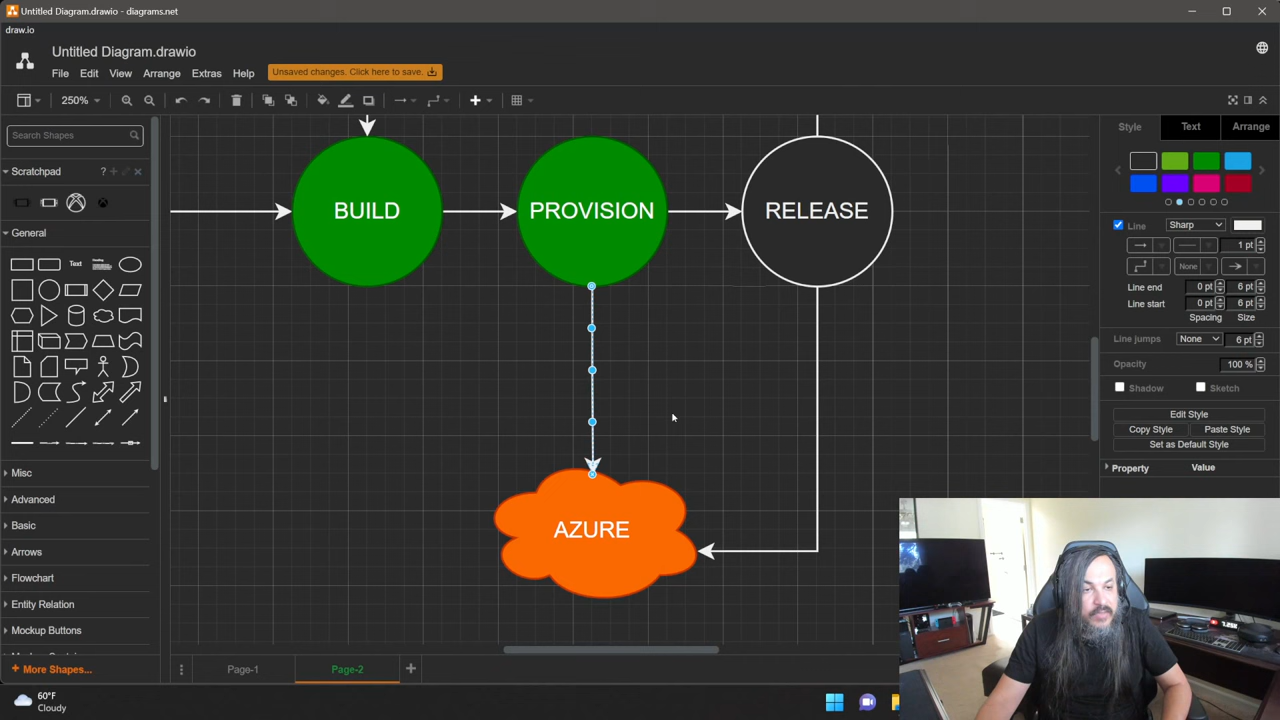 Untitled Diagram.drawio - diagrams.net
draw.io
Untitled Diagram.drawio
File Edit View Arrange Extras Help
Unsaved changes. Click here to save.
250%
Search Shapes
Scratchpad
?
General
Text
Heading
Misc
Advanced
Basic
Arrows
Flowchart
Entity Relation
Mockup Buttons
+ More Shapes...
BUILD
PROVISION
RELEASE
AZURE
Page-1
Page-2
Style
Text
Arrange
Line
Sharp
1 pt
None
Line end
0 pt
6 pt
Line start
0 pt
6 pt
Spacing
Size
Line jumps
None
6 pt
Opacity
100 %
Shadow
Sketch
Edit Style
Copy Style
Paste Style
Set as Default Style
Property
Value
60°F
Cloudy